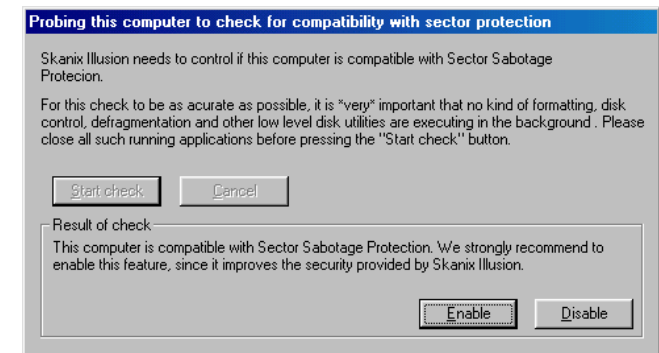 Probing this computer to check for compatibility with sector protection
Skanix Illusion needs to control if this computer is compatible with Sector Sabotage
Protecion.
For this check to be as acurate as possible, it is *very* important that no kind of formatting, disk
control, defragmentation and other low level disk utilities are executing in the background . Please
close all such running applications before pressing the "Start check" button.
Start check Cancel
Result of check
This computer is compatible with Sector Sabotage Protection. We strongly recommend to
enable this feature, since it improves the security provided by Skanix Illusion.
Enable Disable